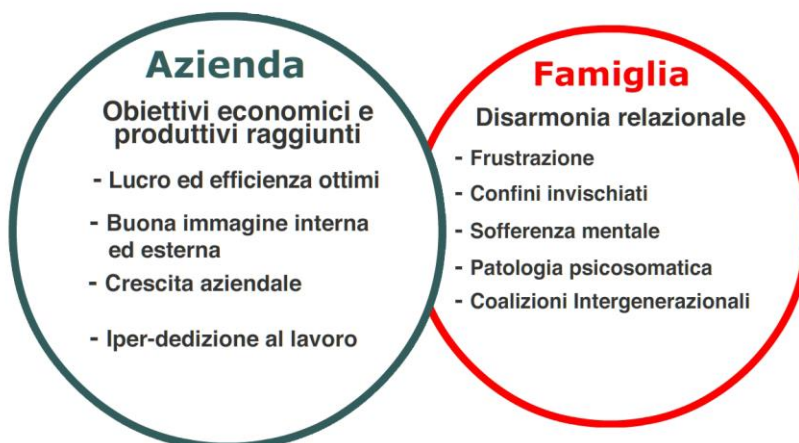 Azienda
Obiettivi economici e
produttivi raggiunti
- Lucro ed efficienza ottimi
- Buona immagine interna
ed esterna
- Crescita aziendale
- Iper-dedizione al lavoro
Famiglia
Disarmonia relazionale
- Frustrazione
- Confini invischiati
- Sofferenza mentale
- Patologia psicosomatica
- Coalizioni Intergenerazionali